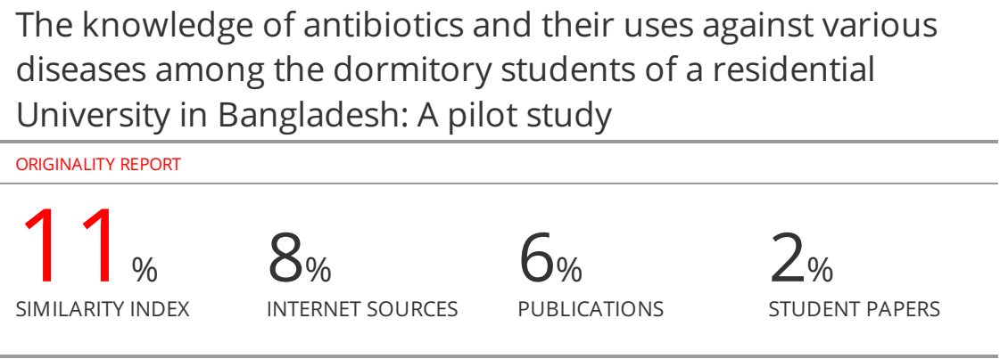 The knowledge of antibiotics and their uses against various
diseases among the dormitory students of a residential
University in Bangladesh: A pilot study
ORIGINALITY REPORT
11% 8% 6% 2%
SIMILARITY INDEX INTERNET SOURCES PUBLICATIONS STUDENT PAPERS